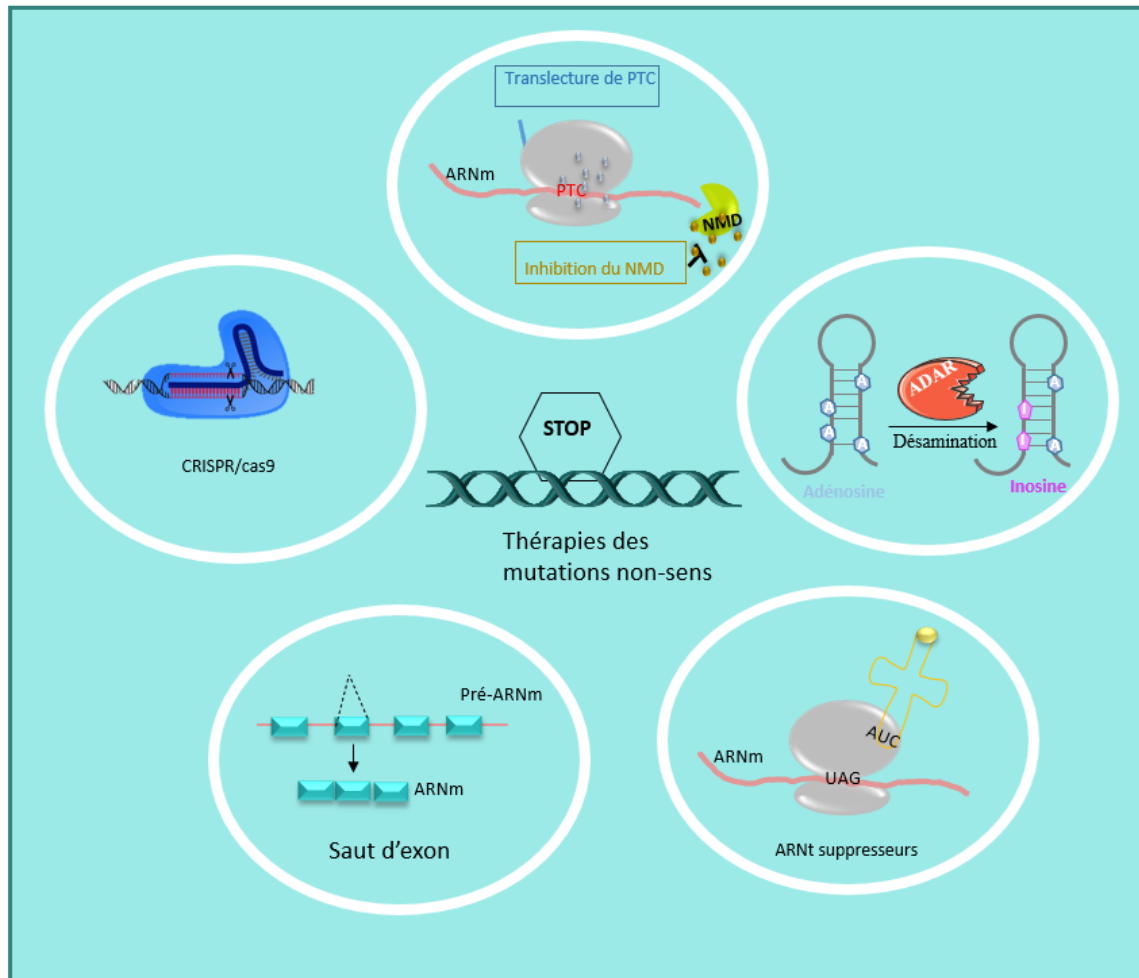 Translecture de PTC
ARNm
PTC
NMD
Inhibition du NMD
CRISPR/cas9
STOP
Thérapies des
mutations non-sens
A
A
A
A
Adénosine
ADAR
Désamination
A
I
I
A
Inosine
Pré-ARNm
ARNm
Saut d’exon
ARNm
AUC
UAG
ARNt suppresseurs